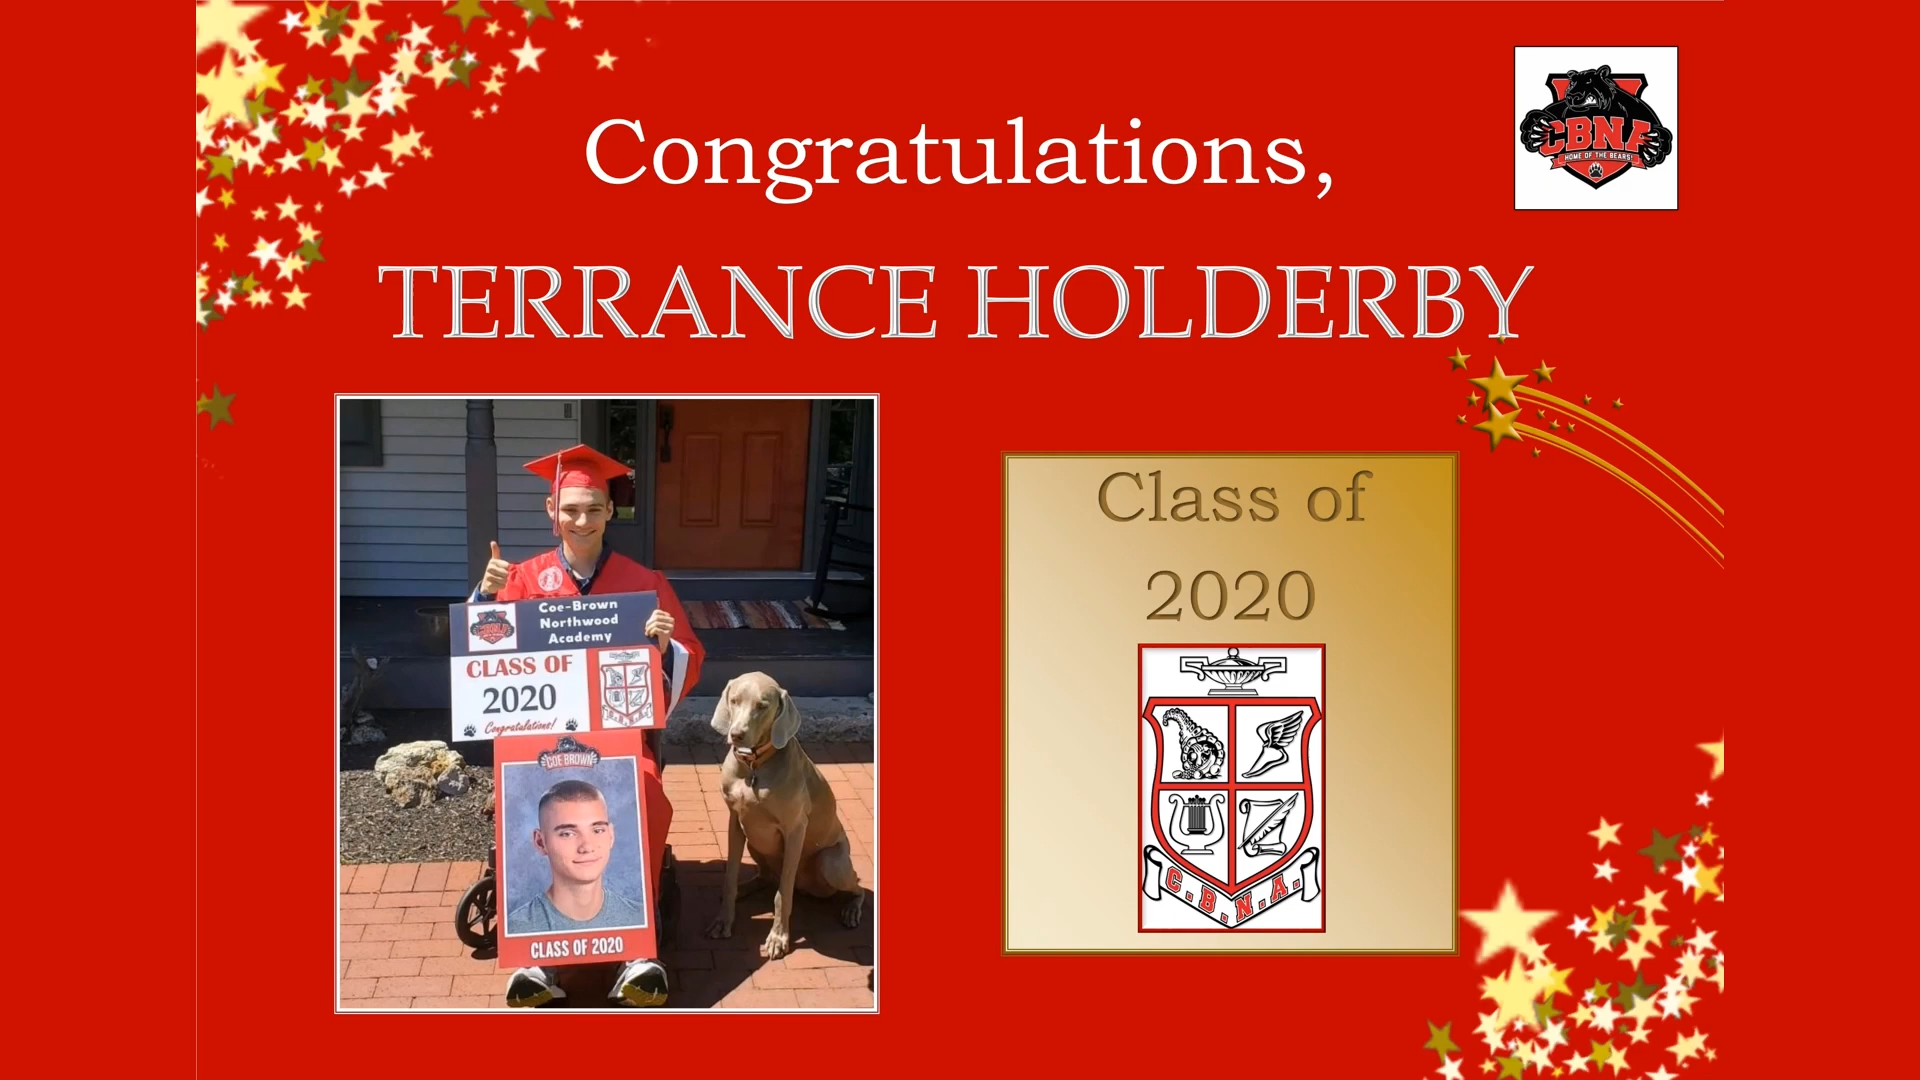 Congratulations,
CBNA
HOME OF THE BEARS!
TERRANCE HOLDERBY
Coe-Brown
Northwood
Academy
CLASS OF
2020
Congratulations!
C.B.N.A.
COE BROWN
CLASS OF 2020
Class of
2020
C.B.N.A.